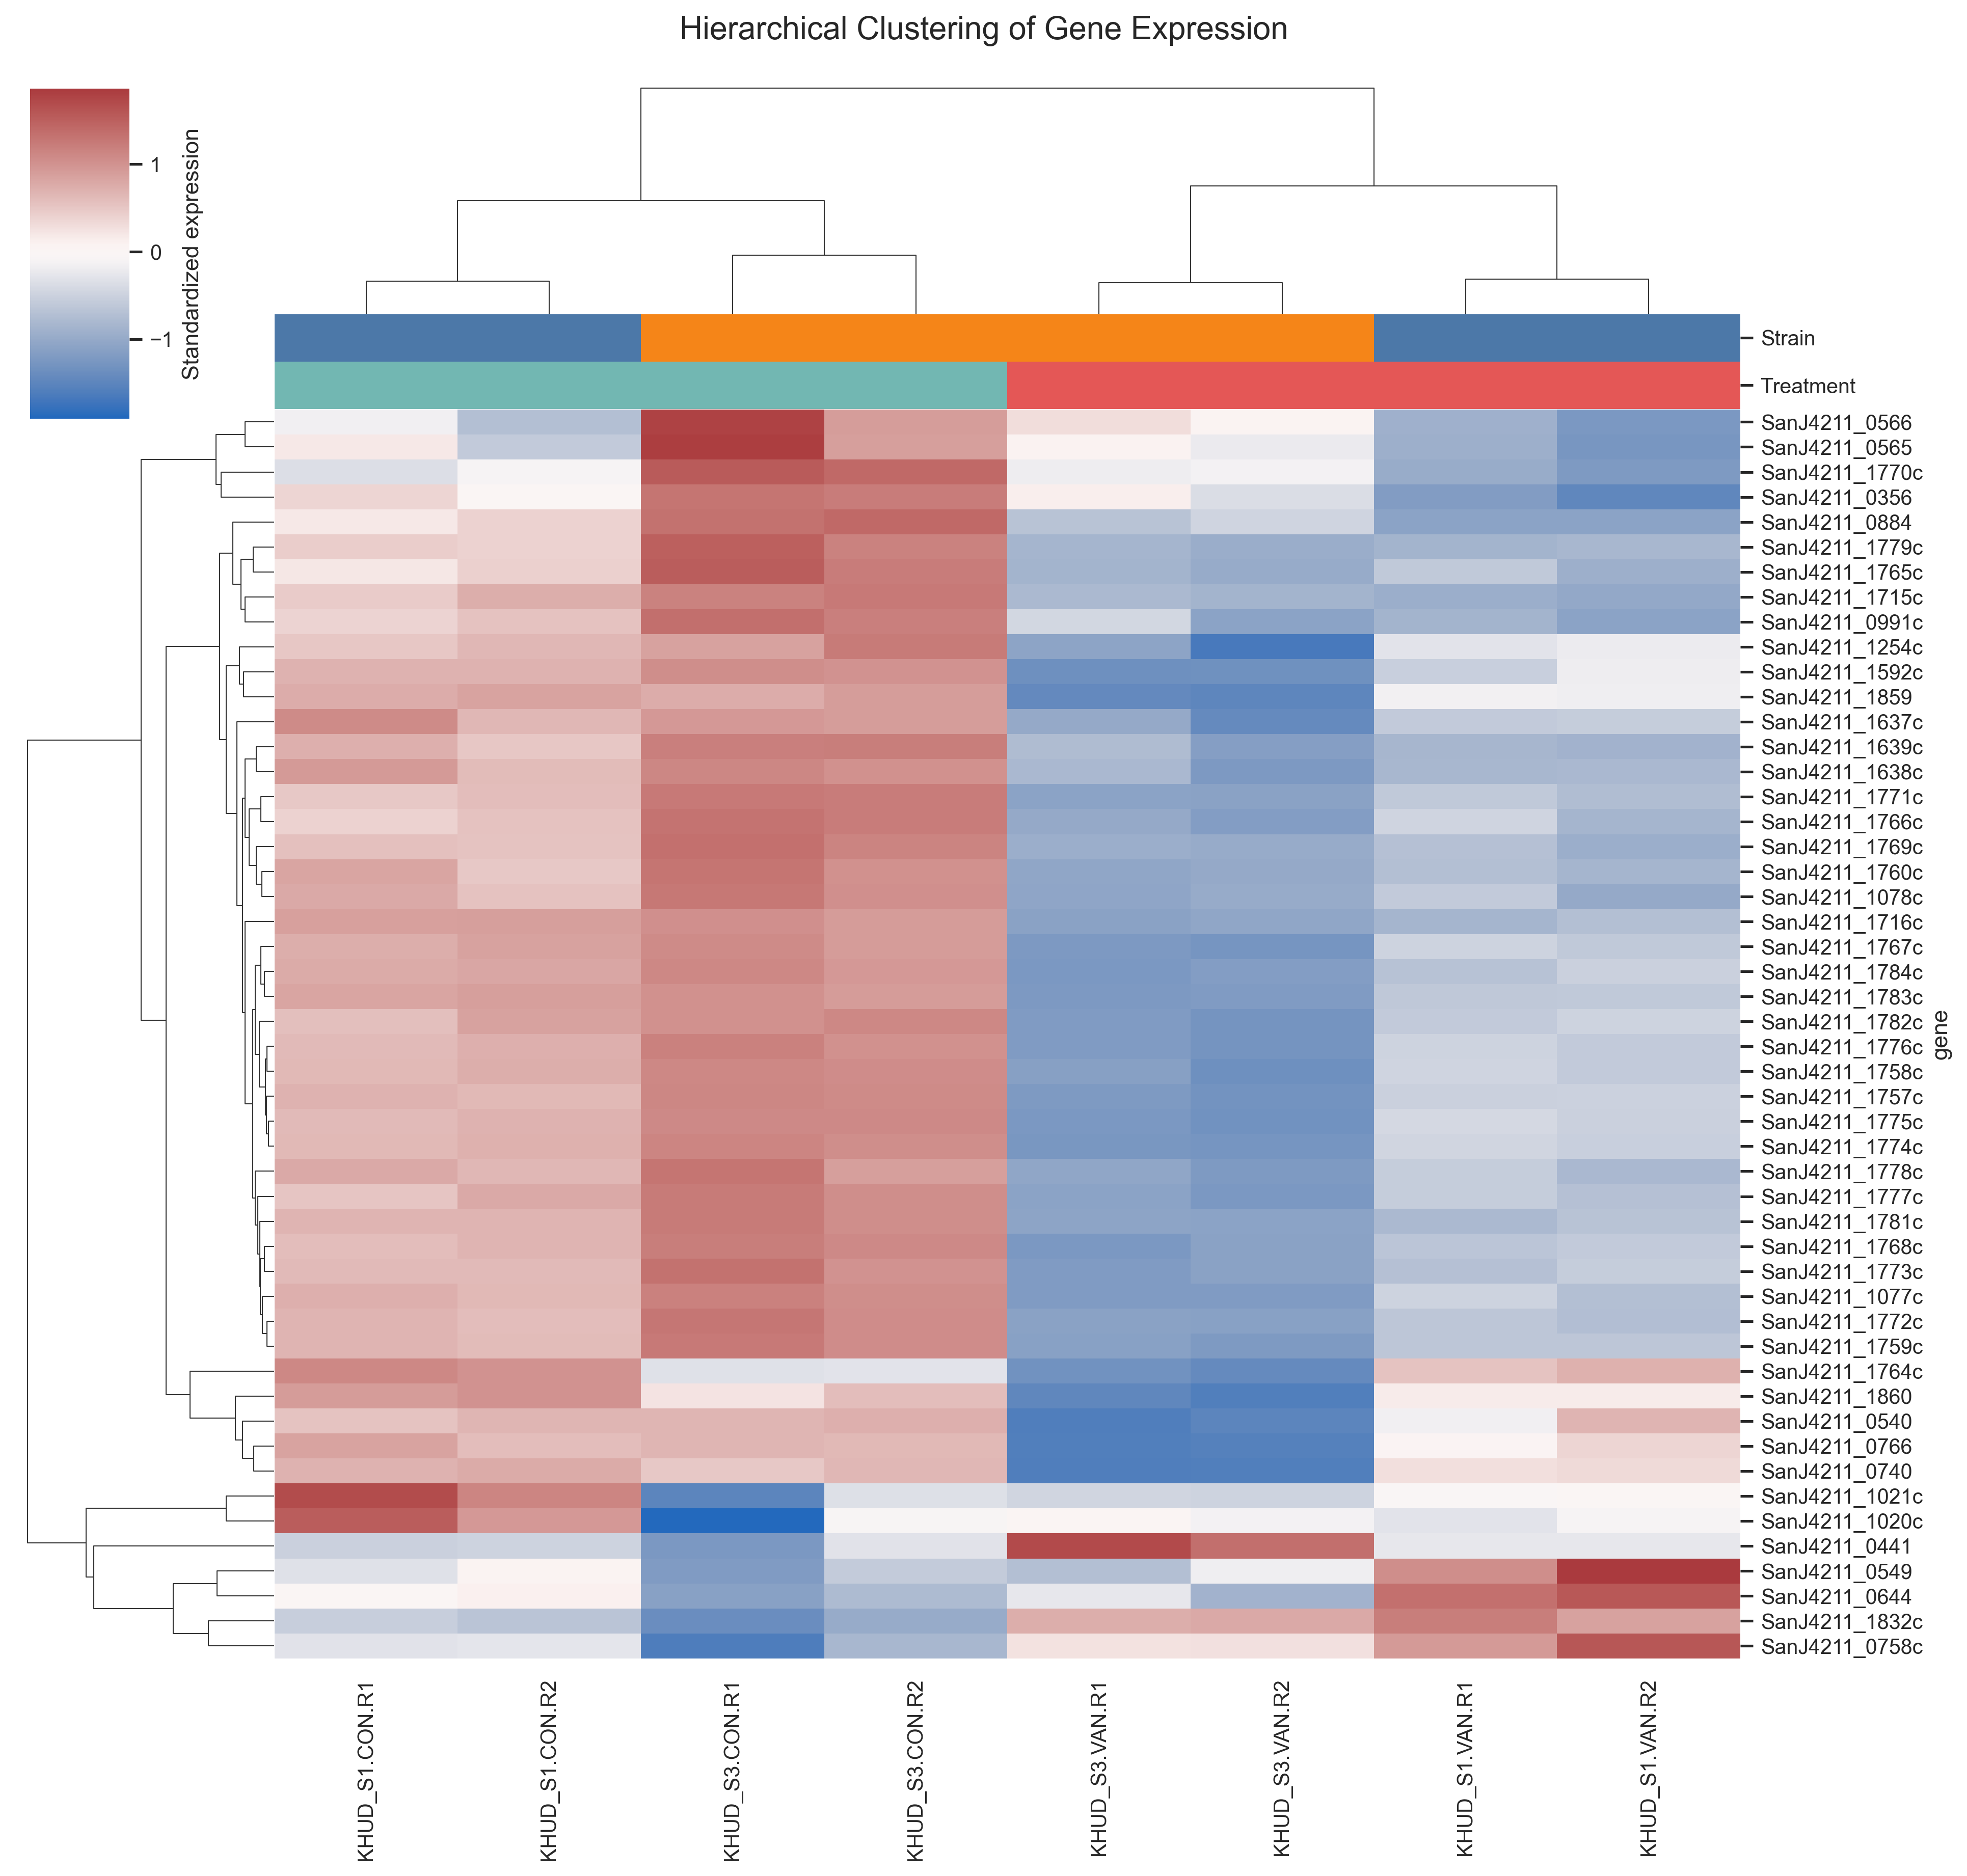 Hierarchical Clustering of Gene Expression
1
0
−1
Standardized expression
Strain
Treatment
SanJ4211_0566
SanJ4211_0565
SanJ4211_1770c
SanJ4211_0356
SanJ4211_0884
SanJ4211_1779c
SanJ4211_1765c
SanJ4211_1715c
SanJ4211_0991c
SanJ4211_1254c
SanJ4211_1592c
SanJ4211_1859
SanJ4211_1637c
SanJ4211_1639c
SanJ4211_1638c
SanJ4211_1771c
SanJ4211_1766c
SanJ4211_1769c
SanJ4211_1760c
SanJ4211_1078c
SanJ4211_1716c
SanJ4211_1767c
SanJ4211_1784c
SanJ4211_1783c
SanJ4211_1782c
SanJ4211_1776c
SanJ4211_1758c
SanJ4211_1757c
SanJ4211_1775c
SanJ4211_1774c
SanJ4211_1778c
SanJ4211_1777c
SanJ4211_1781c
SanJ4211_1768c
SanJ4211_1773c
SanJ4211_1077c
SanJ4211_1772c
SanJ4211_1759c
SanJ4211_1764c
SanJ4211_1860
SanJ4211_0540
SanJ4211_0766
SanJ4211_0740
SanJ4211_1021c
SanJ4211_1020c
SanJ4211_0441
SanJ4211_0549
SanJ4211_0644
SanJ4211_1832c
SanJ4211_0758c
gene
KHUD_S1.CON.R1
KHUD_S1.CON.R2
KHUD_S3.CON.R1
KHUD_S3.CON.R2
KHUD_S3.VAN.R1
KHUD_S3.VAN.R2
KHUD_S1.VAN.R1
KHUD_S1.VAN.R2